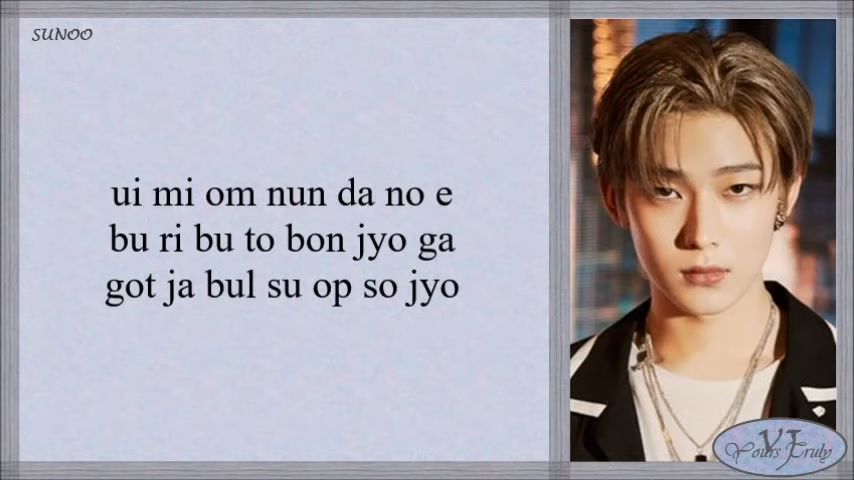 SUNOO
ui mi om nun da no e
bu ri bu to bon jyo ga
got ja bul su op so jyo
VJ
Yours Truly